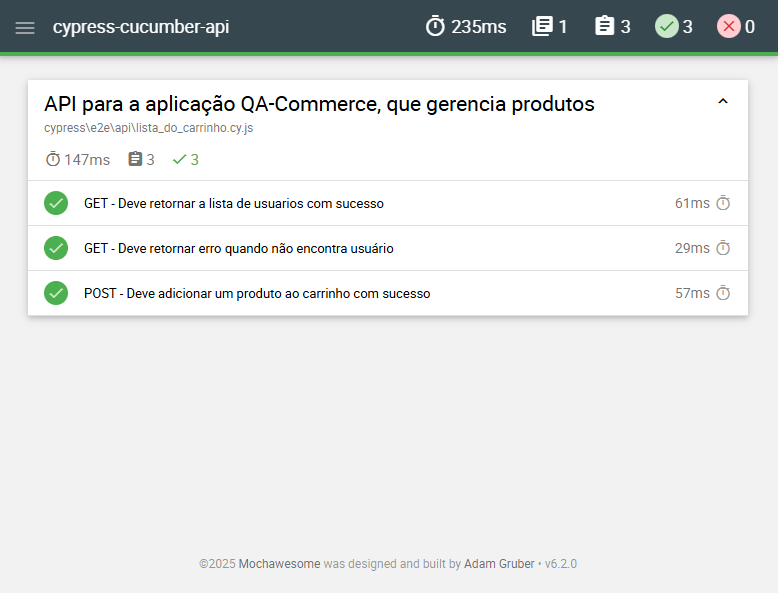 cypress-cucumber-api 235ms 1 3 3 0
API para a aplicação QA-Commerce, que gerencia produtos
cypress\e2e\api\lista_do_carrinho.cy.js
147ms 3 3
GET - Deve retornar a lista de usuarios com sucesso 61ms
GET - Deve retornar erro quando não encontra usuário 29ms
POST - Deve adicionar um produto ao carrinho com sucesso 57ms
©2025 Mochawesome was designed and built by Adam Gruber • v6.2.0